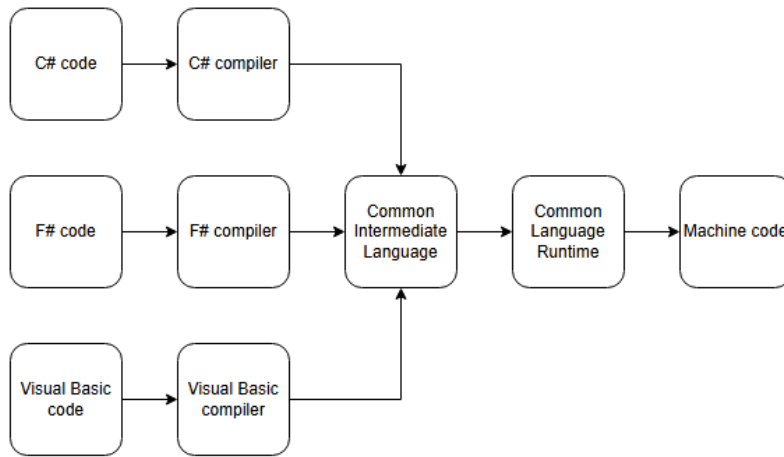 C# code
C# compiler
F# code
F# compiler
Common
Intermediate
Language
Common
Language
Runtime
Machine code
Visual Basic
code
Visual Basic
compiler